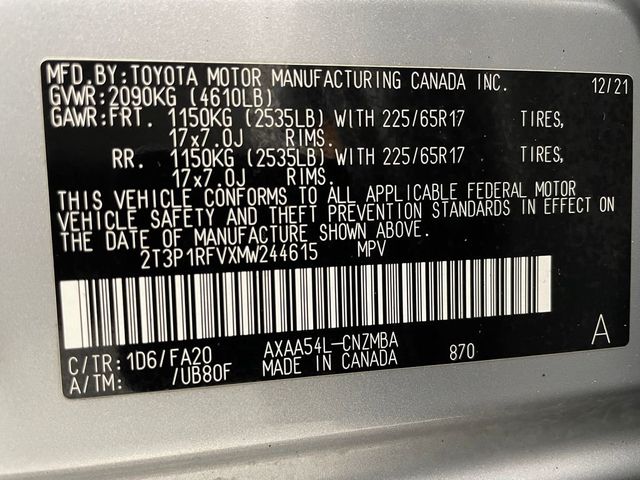 MFD.BY:TOYOTA MOTOR MANUFACTURING CANADA INC. 12/21
GVWR:2090KG (4610LB)
GAWR:FRT. 1150KG (2535LB) WITH 225/65R17 TIRES,
17x7.0J RIMS.
RR. 1150KG (2535LB) WITH 225/65R17 TIRES,
17x7.0J RIMS.
THIS VEHICLE CONFORMS TO ALL APPLICABLE FEDERAL MOTOR
VEHICLE SAFETY AND THEFT PREVENTION STANDARDS IN EFFECT ON
THE DATE OF MANUFACTURE SHOWN ABOVE.
2T3P1RFVXMW244615 MPV
A
C/TR:1D6/FA20 AXAA54L-CNZMBA 870
A/TM: /UB80F MADE IN CANADA